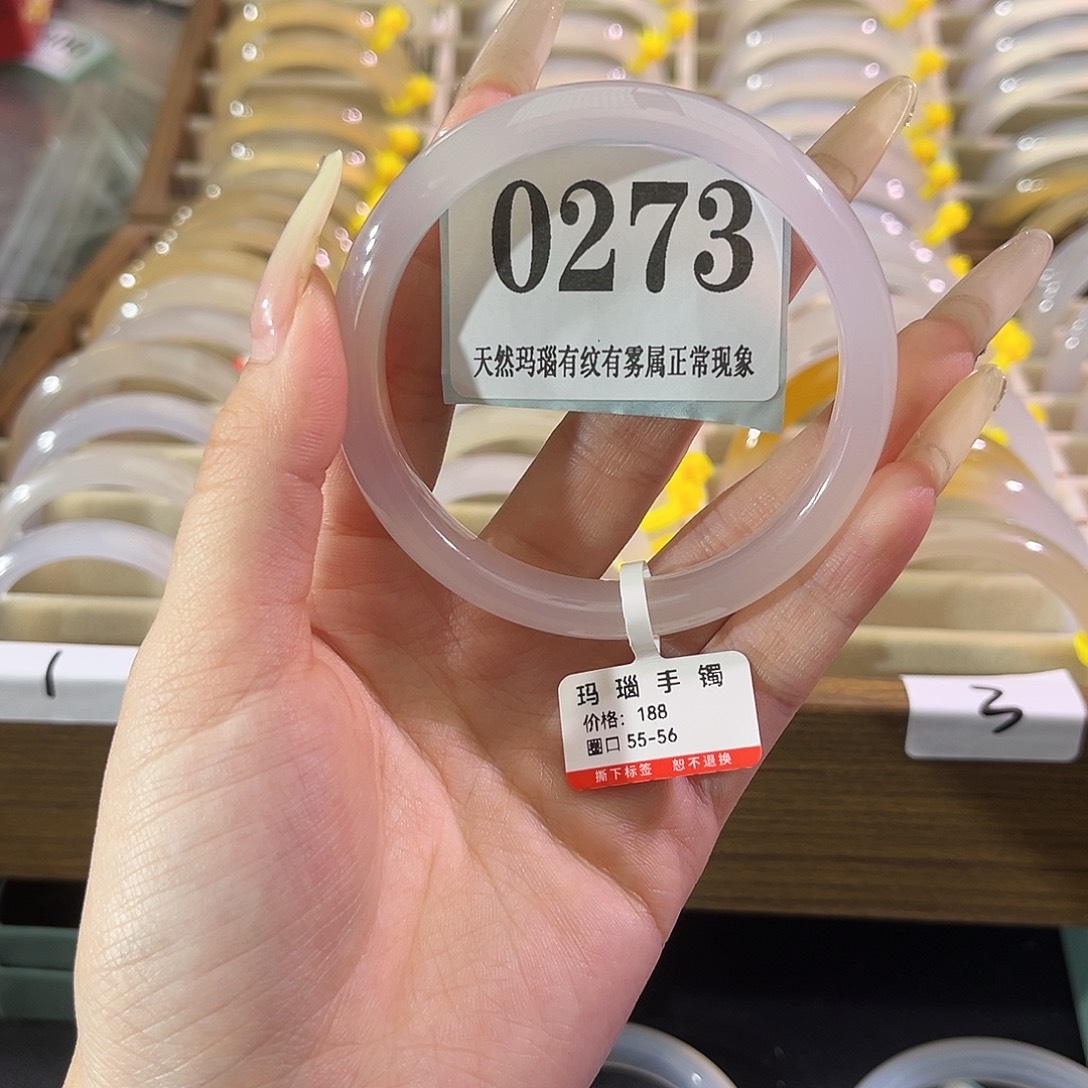 0273
天然玛瑙有纹有雾属正常现象
玛瑙手镯
价格：188
圈口 55-56
撕下标签 恕不退换
1
3